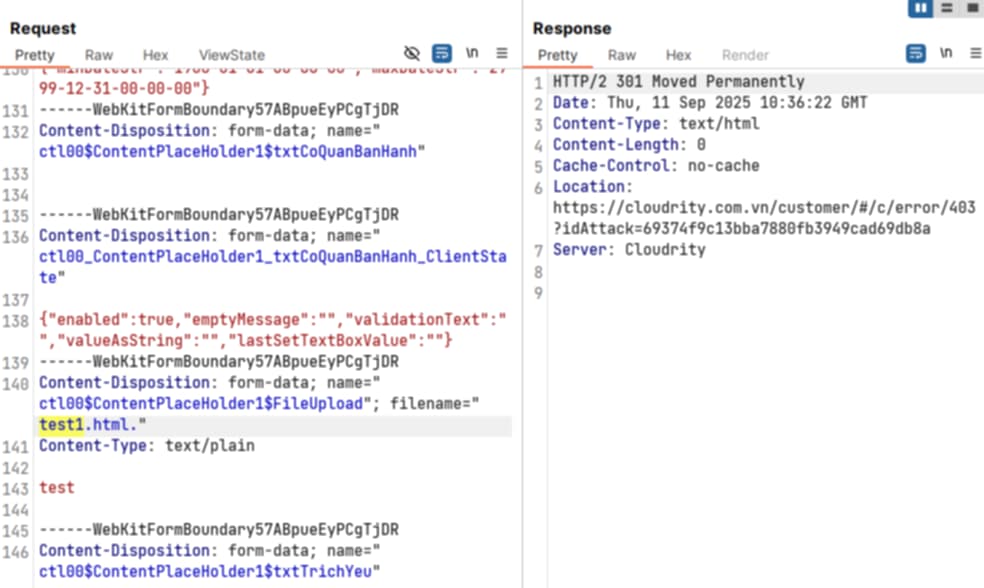 Request
Pretty Raw Hex ViewState \n
99-12-31-00-00-00"}
131 ------WebKitFormBoundary57ABpueEyPCgTjDR
132 Content-Disposition: form-data; name="
ctl00$ContentPlaceHolder1$txtCoQuanBanHanh"
133
134
135 ------WebKitFormBoundary57ABpueEyPCgTjDR
136 Content-Disposition: form-data; name="
ctl00_ContentPlaceHolder1_txtCoQuanBanHanh_ClientSta
te"
137
138 {"enabled":true,"emptyMessage":"","validationText":"
","valueAsString":"","lastSetTextBoxValue":""}
139 ------WebKitFormBoundary57ABpueEyPCgTjDR
140 Content-Disposition: form-data; name="
ctl00$ContentPlaceHolder1$FileUpload"; filename="
test1.html."
141 Content-Type: text/plain
142
143 test
144
145 ------WebKitFormBoundary57ABpueEyPCgTjDR
146 Content-Disposition: form-data; name="
ctl00$ContentPlaceHolder1$txtTrichYeu"
Response
Pretty Raw Hex Render \n
1 HTTP/2 301 Moved Permanently
2 Date: Thu, 11 Sep 2025 10:36:22 GMT
3 Content-Type: text/html
4 Content-Length: 0
5 Cache-Control: no-cache
6 Location:
https://cloudrity.com.vn/customer/#/c/error/403
?idAttack=69374f9c13bba7880fb3949cad69db8a
7 Server: Cloudrity
8
9